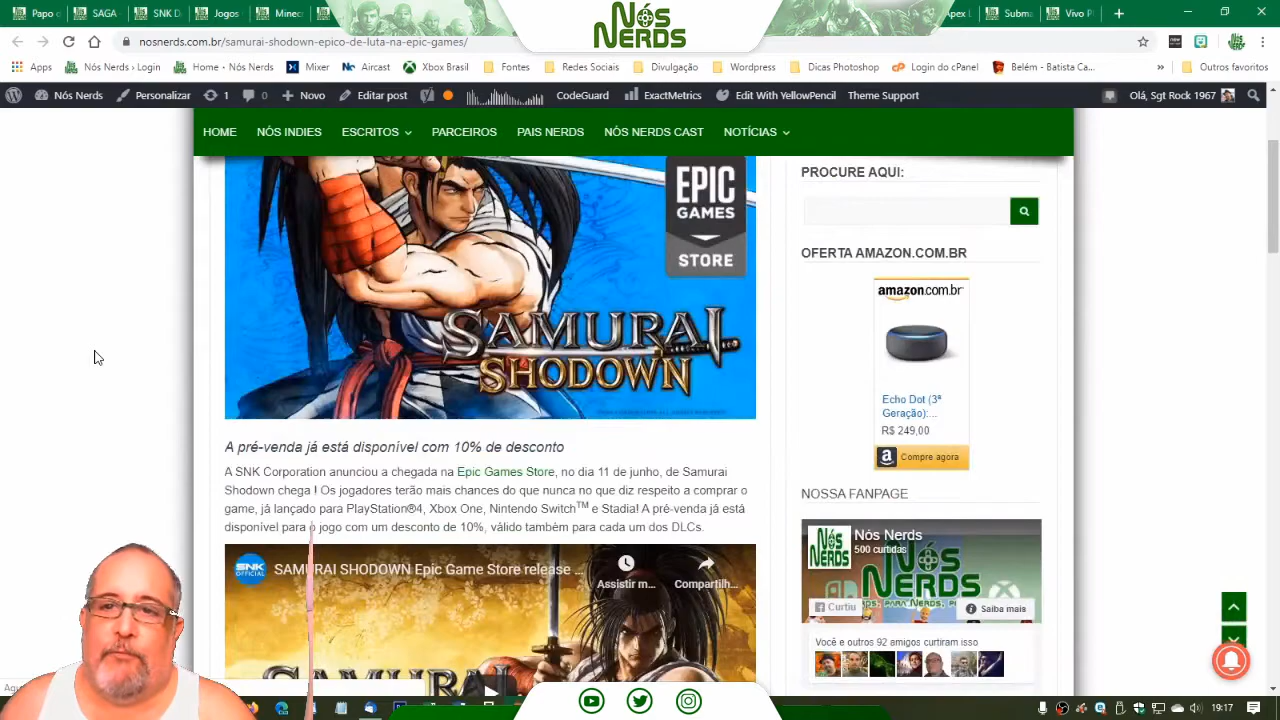 Papo d
SAGA
SNK D
Jogos
Minecr
NÓS
NERDS
Apex L
Subma
Vivo P
nosnerds.com.br/samurai-shodown-epico-de-luta-na-epic-games/
Apps
Nós Nerds › Login
Home - Nós Nerds
Mixer
Aircast
Xbox Brasil
Fontes
Redes Sociais
Divulgação
Wordpress
Dicas Photoshop
Login do cPanel
Belém - Batista Ca...
»
Outros favoritos
Nós Nerds
Personalizar
1
0
Novo
Editar post
CodeGuard
ExactMetrics
Edit With YellowPencil
Theme Support
Olá, Sgt Rock 1967
HOME
NÓS INDIES
ESCRITOS
PARCEIROS
PAIS NERDS
NÓS NERDS CAST
NOTÍCIAS
EPIC
GAMES
STORE
SAMURAI
SHODOWN
PROCURE AQUI:
OFERTA AMAZON.COM.BR
amazon.com.br
Echo Dot (3ª
Geração):...
R$ 249,00
Compre agora
A pré-venda já está disponível com 10% de desconto
A SNK Corporation anunciou a chegada na Epic Games Store, no dia 11 de junho, de Samurai
Shodown chega ! Os jogadores terão mais chances do que nunca no que diz respeito a comprar o
game, já lançado para PlayStation®4, Xbox One, Nintendo Switch™ e Stadia! A pré-venda já está
disponível para o jogo com um desconto de 10%, válido também para cada um dos DLCs.
SNK
OFFICIAL
SAMURAI SHODOWN Epic Game Store release ...
Assistir m...
Compartilh...
SAMURAI
NOSSA FANPAGE
NÓS
NERDS
Nós Nerds
500 curtidas
NÓS
NERDS
Curtiu
Saiba mais
Você e outros 92 amigos curtiram isso
19:17